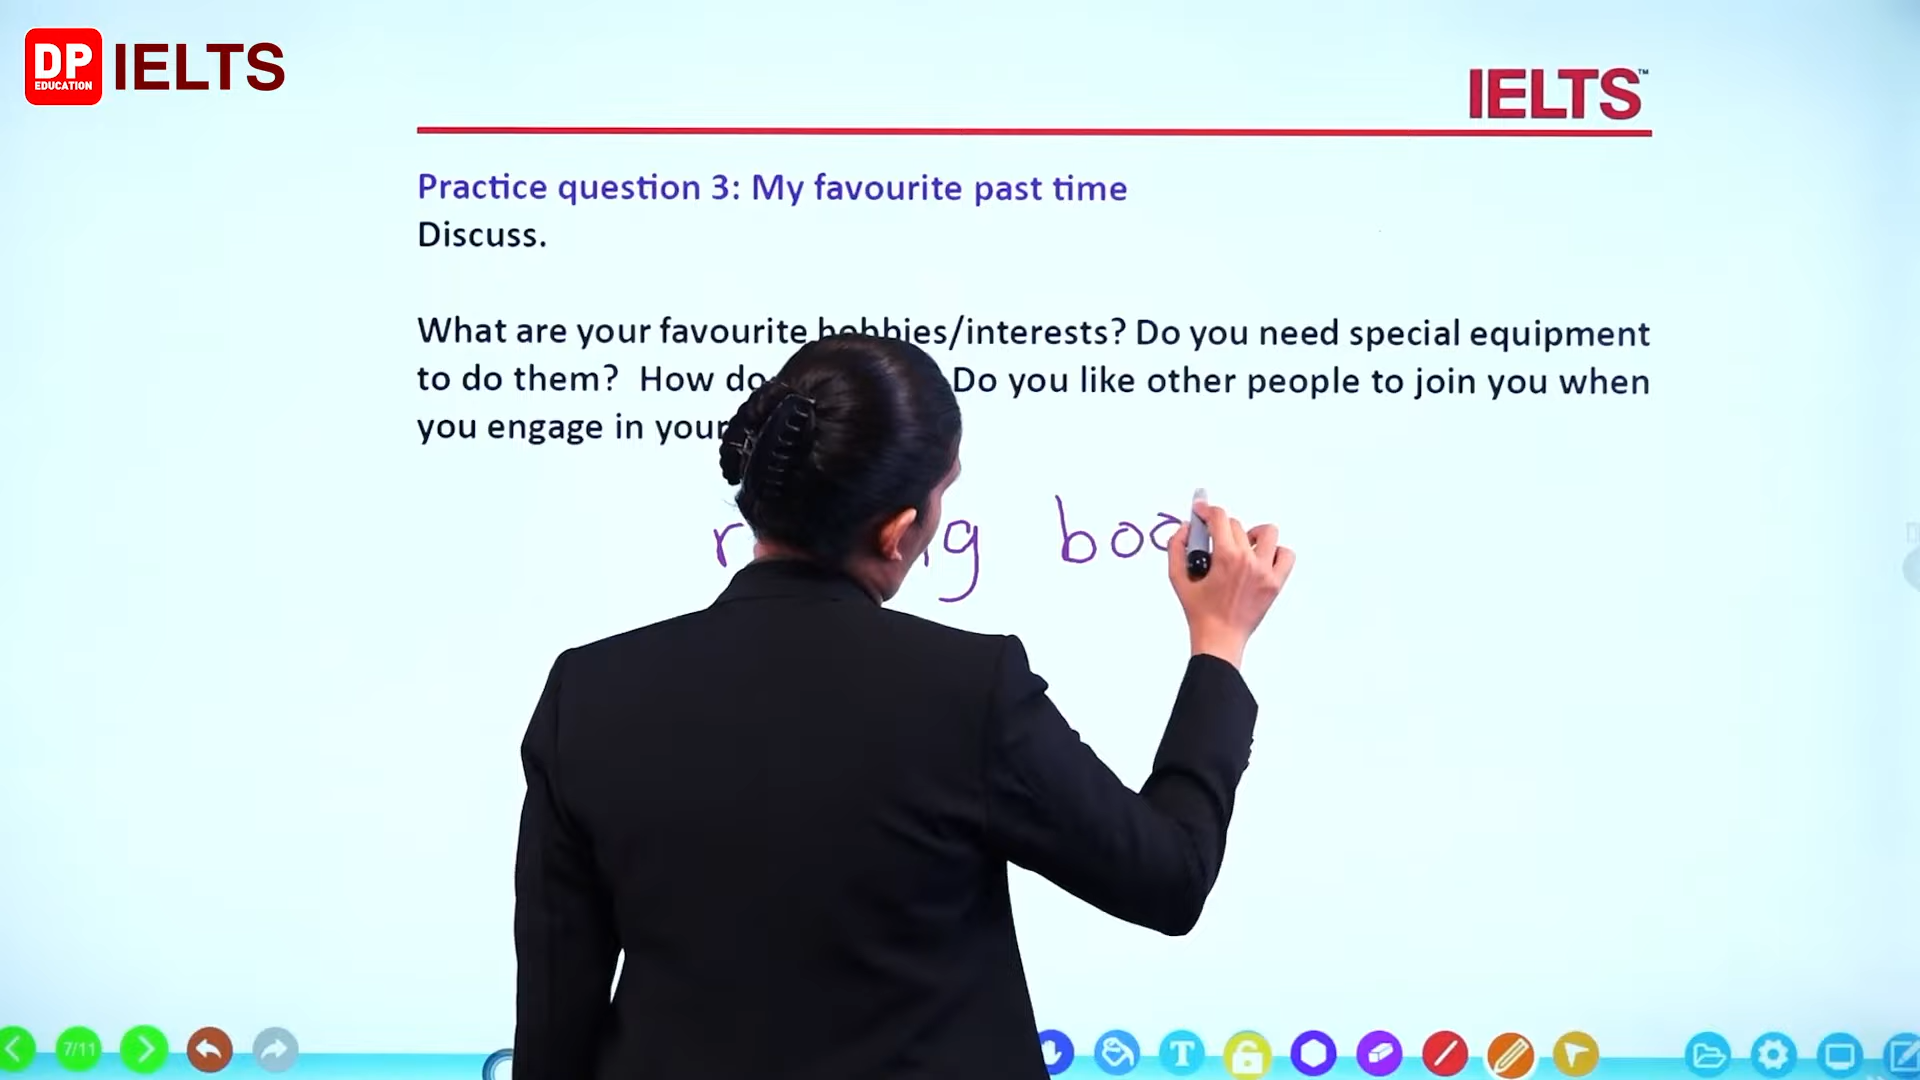 DP
EDUCATION
IELTS
IELTS™
Practice question 3: My favourite past time
Discuss.
What are your favourite hobbies/interests? Do you need special equipment
to do them? How do Do you like other people to join you when
you engage in your
boo
7/11
T